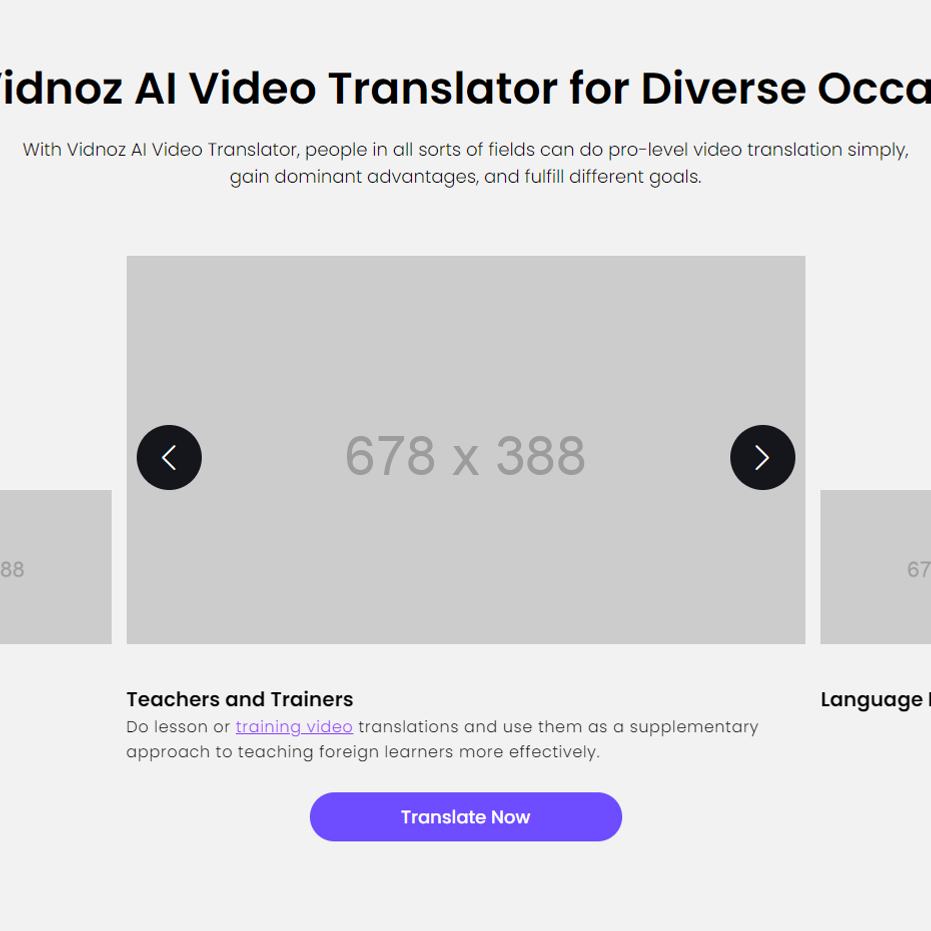 idnoz AI Video Translator for Diverse Occa
With Vidnoz AI Video Translator, people in all sorts of fields can do pro-level video translation simply,
gain dominant advantages, and fulfill different goals.
678 x 388
88
67
Teachers and Trainers
Language
Do lesson or training video translations and use them as a supplementary
approach to teaching foreign learners more effectively.
Translate Now